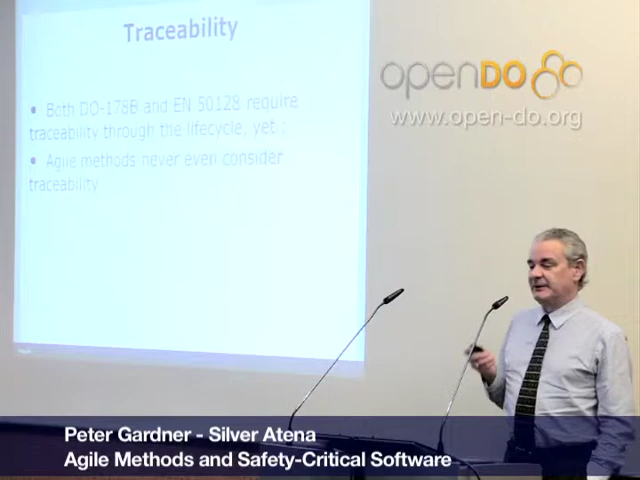 Traceability
• Both DO-178B and EN 50128 require
traceability through the lifecycle, yet :
• Agile methods never even consider
traceability
openDO
www.open-do.org
Peter Gardner - Silver Atena
Agile Methods and Safety-Critical Software